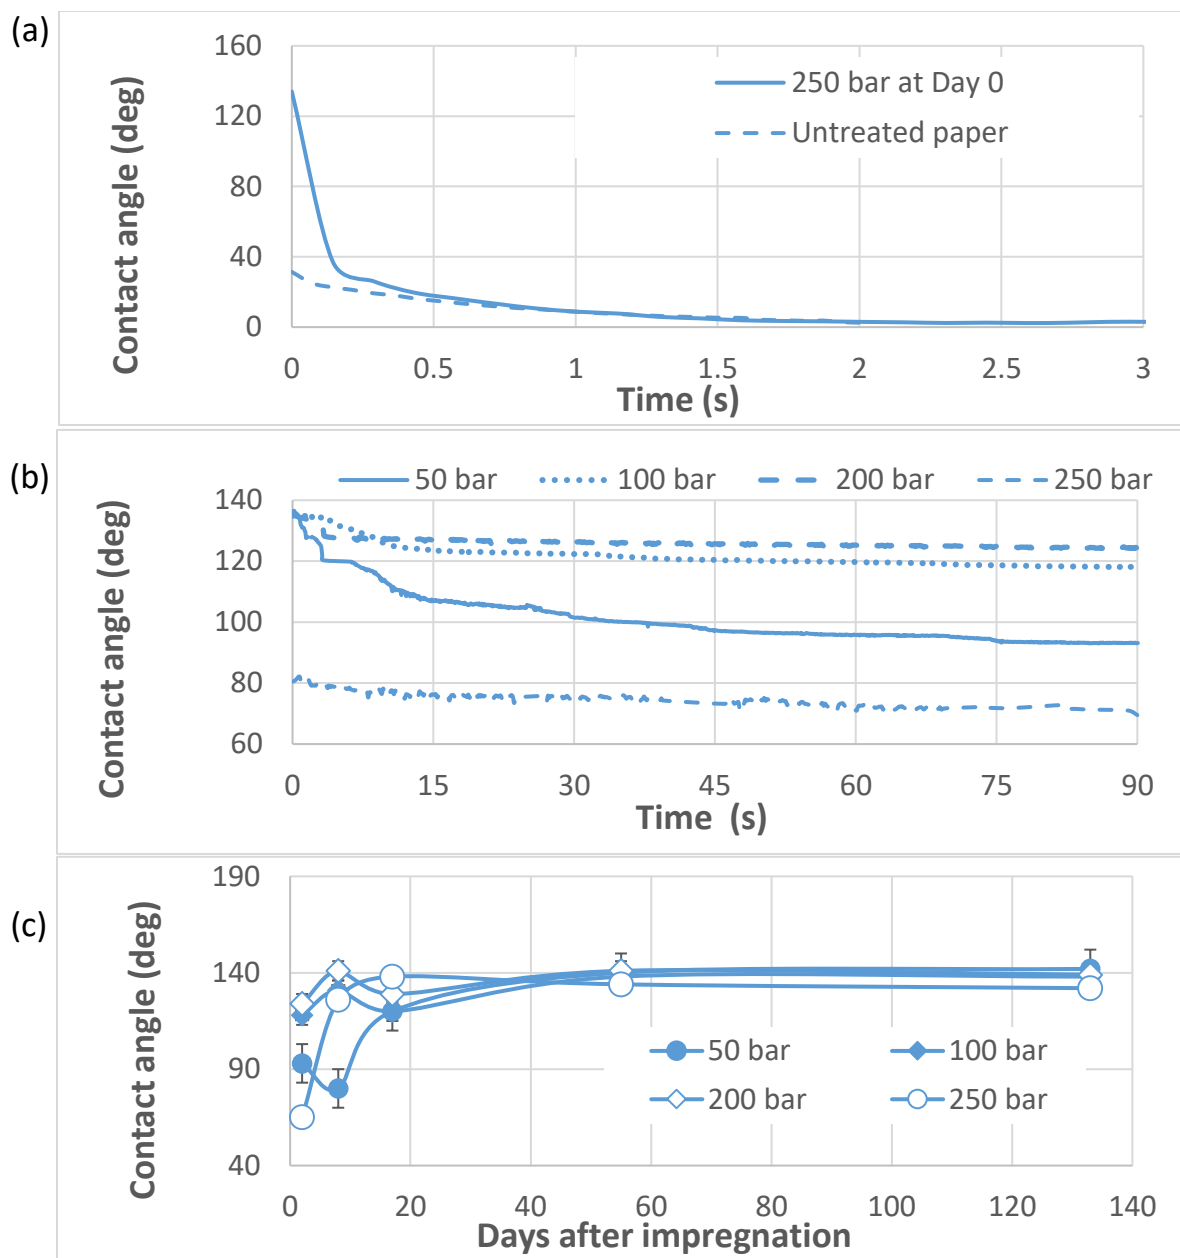 (a)
Contact angle (deg)
160
120
80
40
0
250 bar at Day 0
Untreated paper
0 0.5 1 1.5 2 2.5 3
Time (s)
(b)
50 bar 100 bar 200 bar 250 bar
Contact angle (deg)
140
120
100
80
60
0 15 30 45 60 75 90
Time (s)
(c)
Contact angle (deg)
190
140
90
40
50 bar 100 bar
200 bar 250 bar
0 20 40 60 80 100 120 140
Days after impregnation